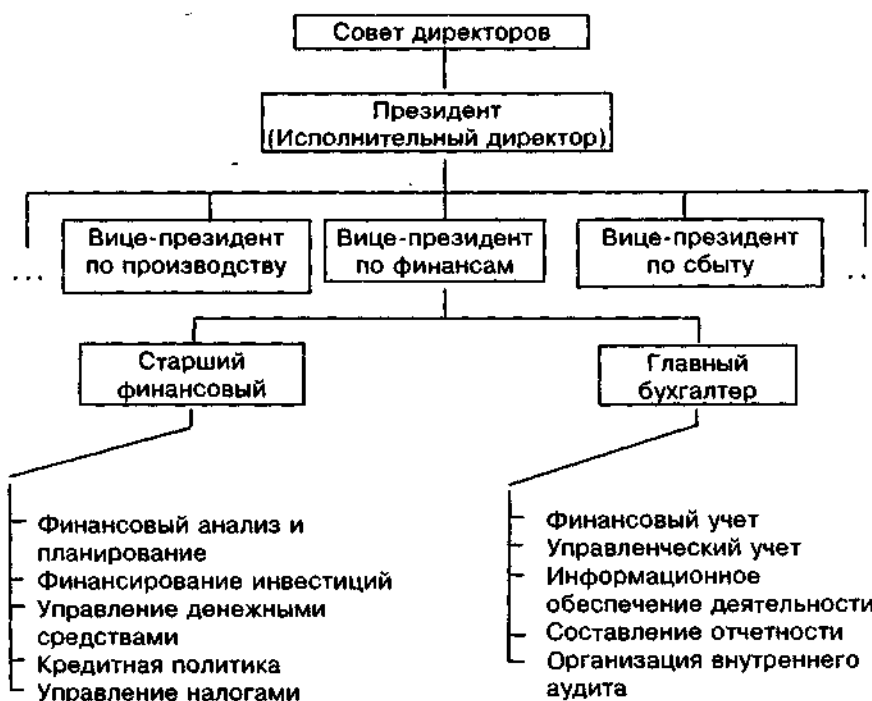 Совет директоров
Президент
(Исполнительный директор)
Вице-президент
по производству
Вице-президент
по финансам
Вице-президент
по сбыту
...
...
Старший
финансовый
Главный
бухгалтер
Финансовый анализ и
планирование
Финансирование инвестиций
Управление денежными
средствами
Кредитная политика
Управление налогами
Финансовый учет
Управленческий учет
Информационное
обеспечение деятельности
Составление отчетности
Организация внутреннего
аудита